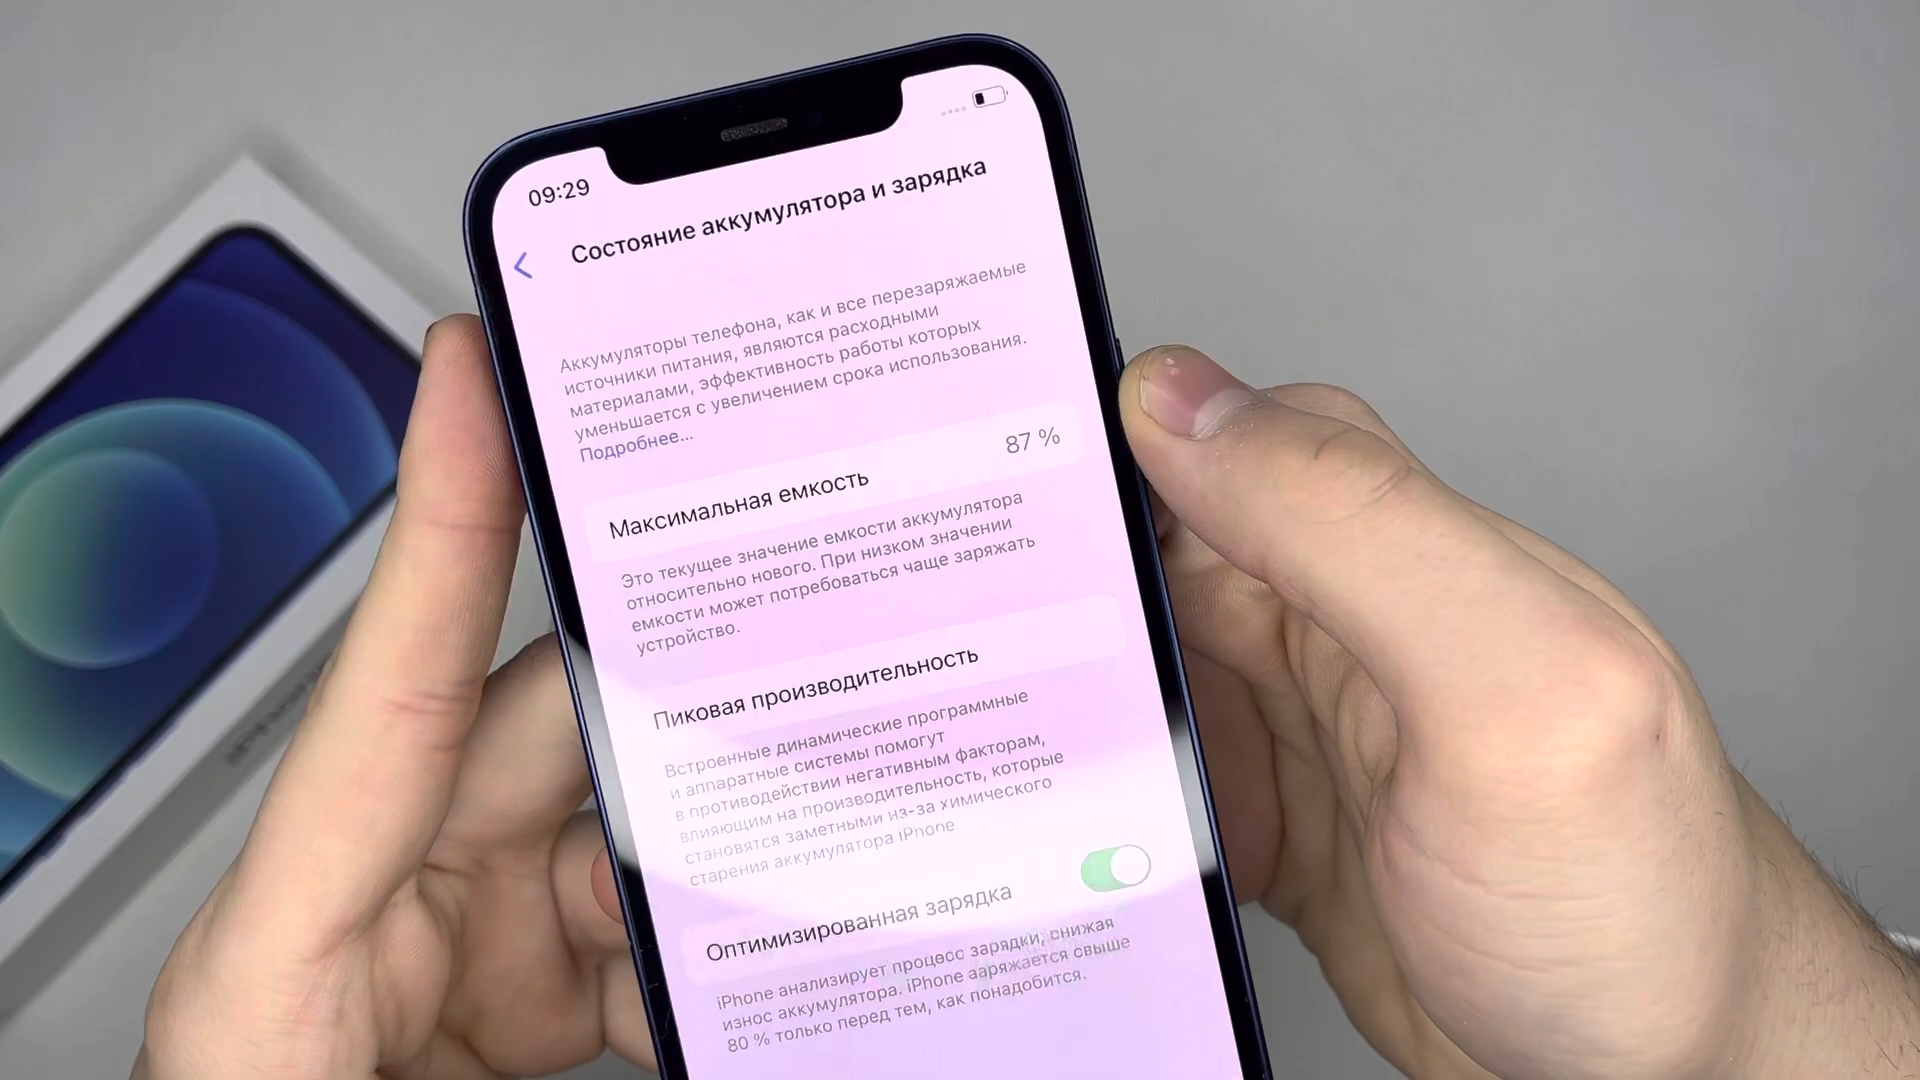 09:29
Состояние аккумулятора и зарядка
Аккумуляторы телефона, как и все перезаряжаемые
источники питания, являются расходными
материалами, эффективность работы которых
уменьшается с увеличением срока использования.
Подробнее...
Максимальная емкость
87 %
Это текущее значение емкости аккумулятора
относительно нового. При низком значении
емкости может потребоваться чаще заряжать
устройство.
Пиковая производительность
Встроенные динамические программные
и аппаратные системы помогут
в противодействии негативным факторам,
влияющим на производительность, которые
становятся заметными из-за химического
старения аккумулятора iPhone.
Оптимизированная зарядка
iPhone анализирует процесс зарядки, снижая
износ аккумулятора. iPhone заряжается свыше
80 % только перед тем, как понадобится.